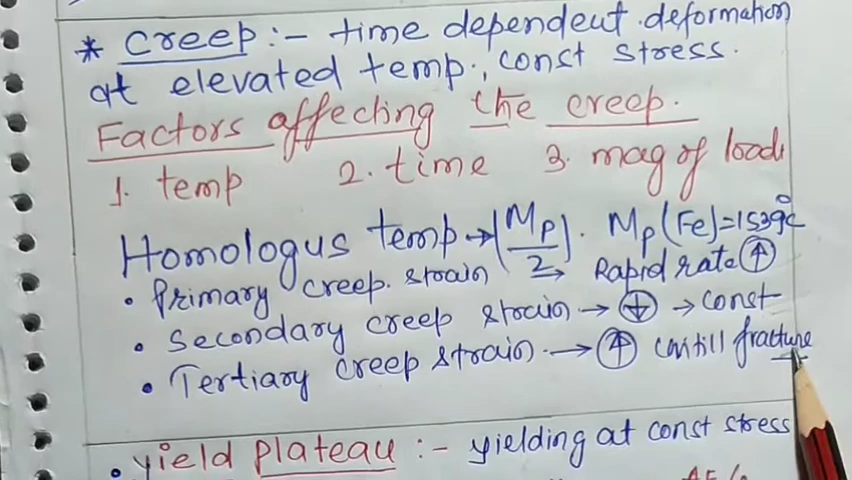 * Creep :- time dependent deformation
at elevated temp., const stress.
Factors affecting the creep.
1. temp 2. time 3. mag of load
Homologus temp → (Mp/2). Mp (Fe) = 1539°c
• Primary creep strain → Rapid rate ↑
• Secondary creep strain → ↓ → const
• Tertiary creep strain → ↑ till fracture
• yield plateau :- yielding at const stress